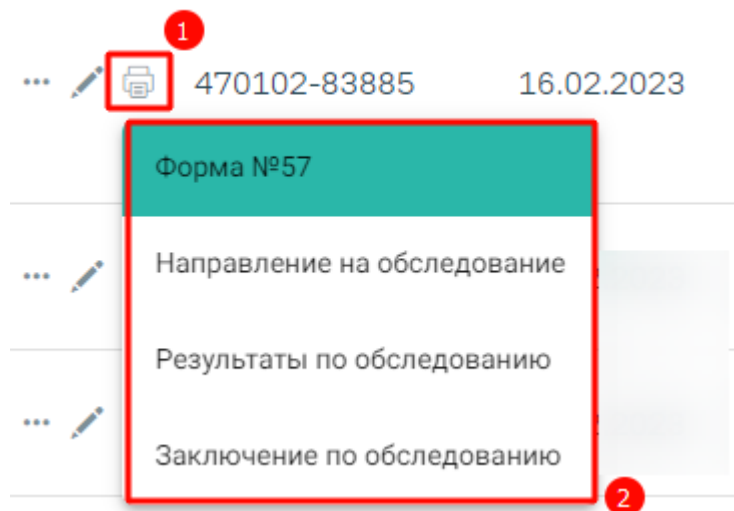 1
... 470102-83885 16.02.2023
Форма №57
...
Направление на обследование
Результаты по обследованию
...
Заключение по обследованию
2